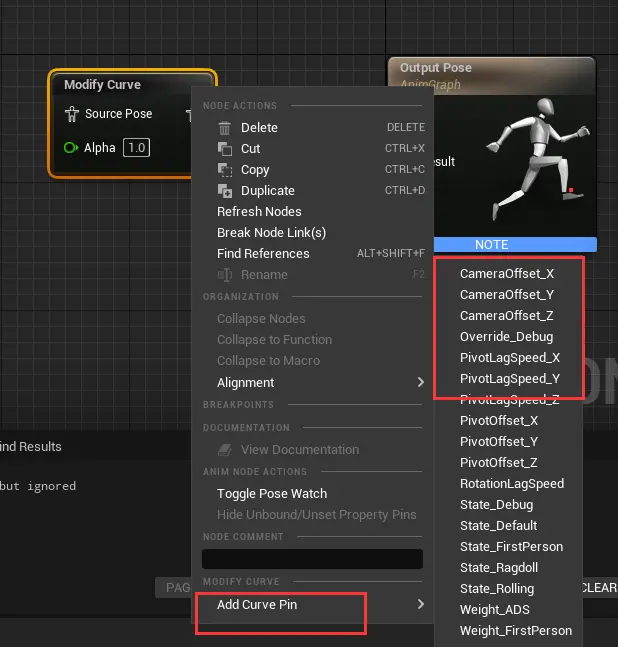 Modify Curve
Source Pose
Alpha 1.0
Output Pose
AnimGraph
esult
NOTE
NODE ACTIONS
Delete DELETE
Cut CTRL+X
Copy CTRL+C
Duplicate CTRL+D
Refresh Nodes
Break Node Link(s)
Find References ALT+SHIFT+F
Rename F2
ORGANIZATION
Collapse Nodes
Collapse to Function
Collapse to Macro
Alignment
BREAKPOINTS
DOCUMENTATION
View Documentation
ANIM NODE ACTIONS
Toggle Pose Watch
Hide Unbound/Unset Property Pins
NODE COMMENT
MODIFY CURVE
Add Curve Pin
CameraOffset_X
CameraOffset_Y
CameraOffset_Z
Override_Debug
PivotLagSpeed_X
PivotLagSpeed_Y
PivotLagSpeed_Z
PivotOffset_X
PivotOffset_Y
PivotOffset_Z
RotationLagSpeed
State_Debug
State_Default
State_FirstPerson
State_Ragdoll
State_Rolling
Weight_ADS
Weight_FirstPerson
ind Results
but ignored
PAG
CLEAR
ON